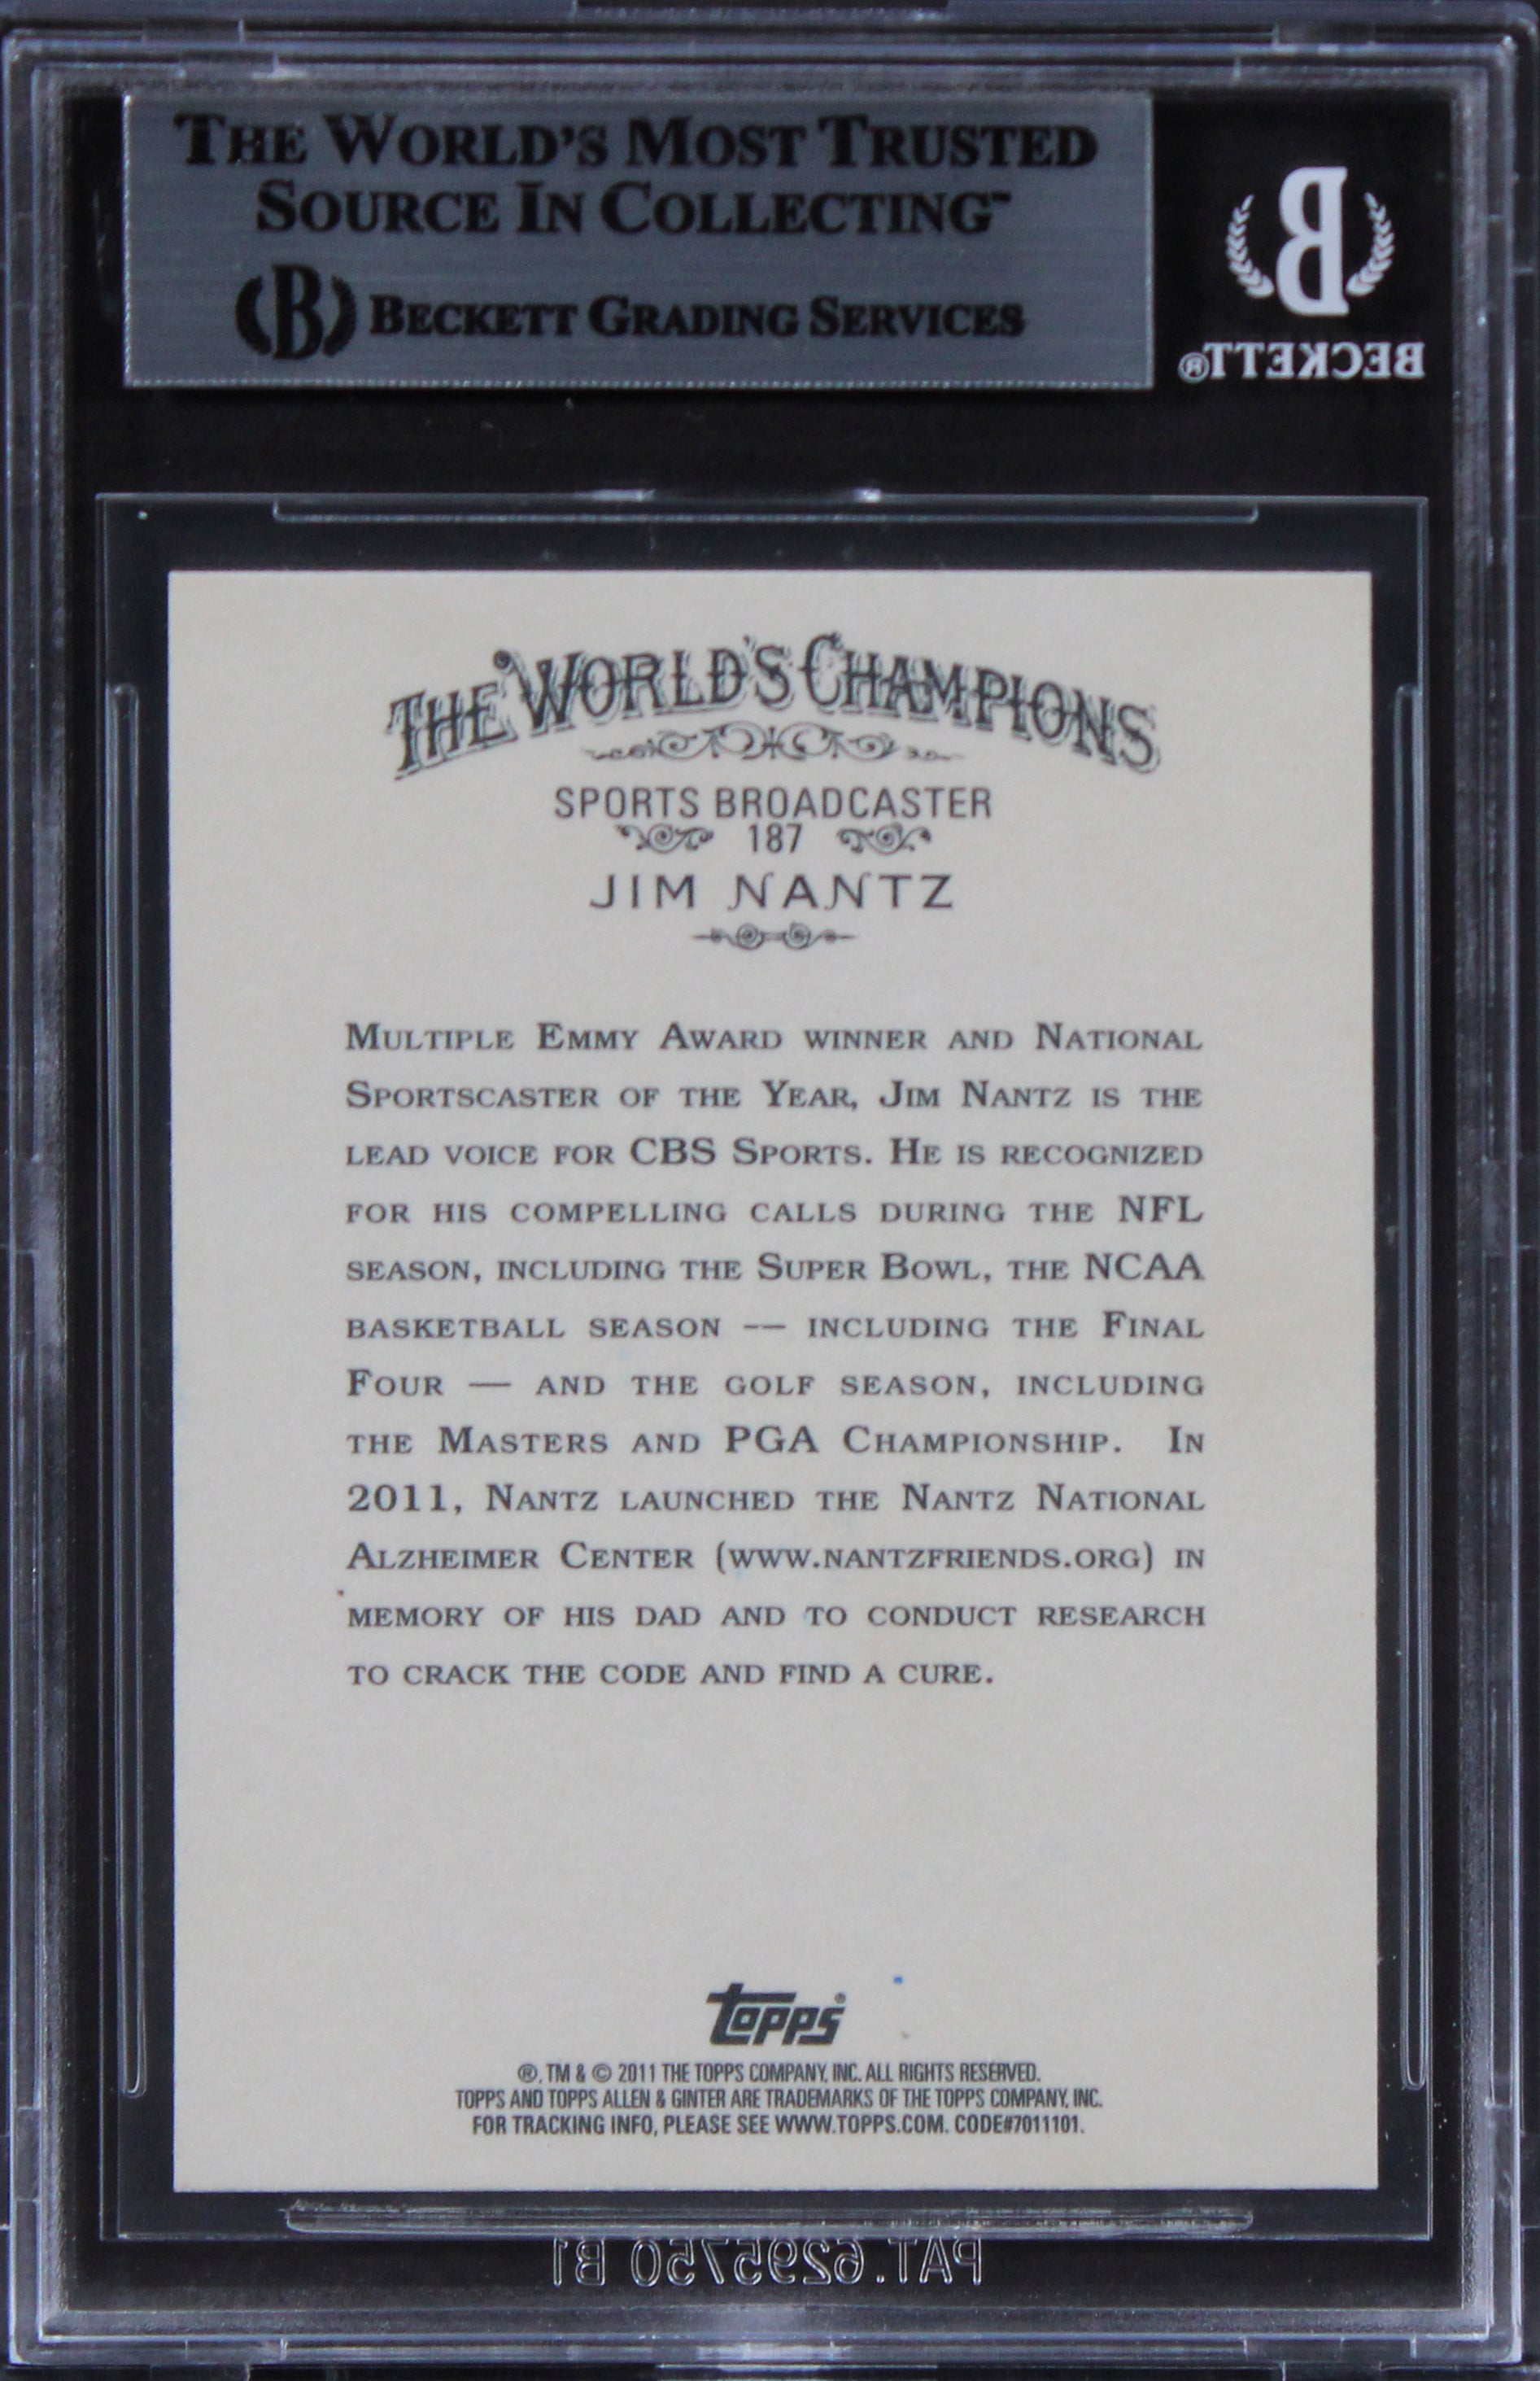 THE WORLD'S MOST TRUSTED
SOURCE IN COLLECTING™
B BECKETT GRADING SERVICES
B
BECKETT®
THE WORLD'S CHAMPIONS
SPORTS BROADCASTER
187
JIM NANTZ
MULTIPLE EMMY AWARD WINNER AND NATIONAL
SPORTSCASTER OF THE YEAR, JIM NANTZ IS THE
LEAD VOICE FOR CBS SPORTS. HE IS RECOGNIZED
FOR HIS COMPELLING CALLS DURING THE NFL
SEASON, INCLUDING THE SUPER BOWL, THE NCAA
BASKETBALL SEASON -— INCLUDING THE FINAL
FOUR — AND THE GOLF SEASON, INCLUDING
THE MASTERS AND PGA CHAMPIONSHIP. IN
2011, NANTZ LAUNCHED THE NANTZ NATIONAL
ALZHEIMER CENTER (WWW.NANTZFRIENDS.ORG) IN
MEMORY OF HIS DAD AND TO CONDUCT RESEARCH
TO CRACK THE CODE AND FIND A CURE.
topps®
®, TM & © 2011 THE TOPPS COMPANY, INC. ALL RIGHTS RESERVED.
TOPPS AND TOPPS ALLEN & GINTER ARE TRADEMARKS OF THE TOPPS COMPANY, INC.
FOR TRACKING INFO, PLEASE SEE WWW.TOPPS.COM. CODE#7011101.
PAT. 6295750 B1